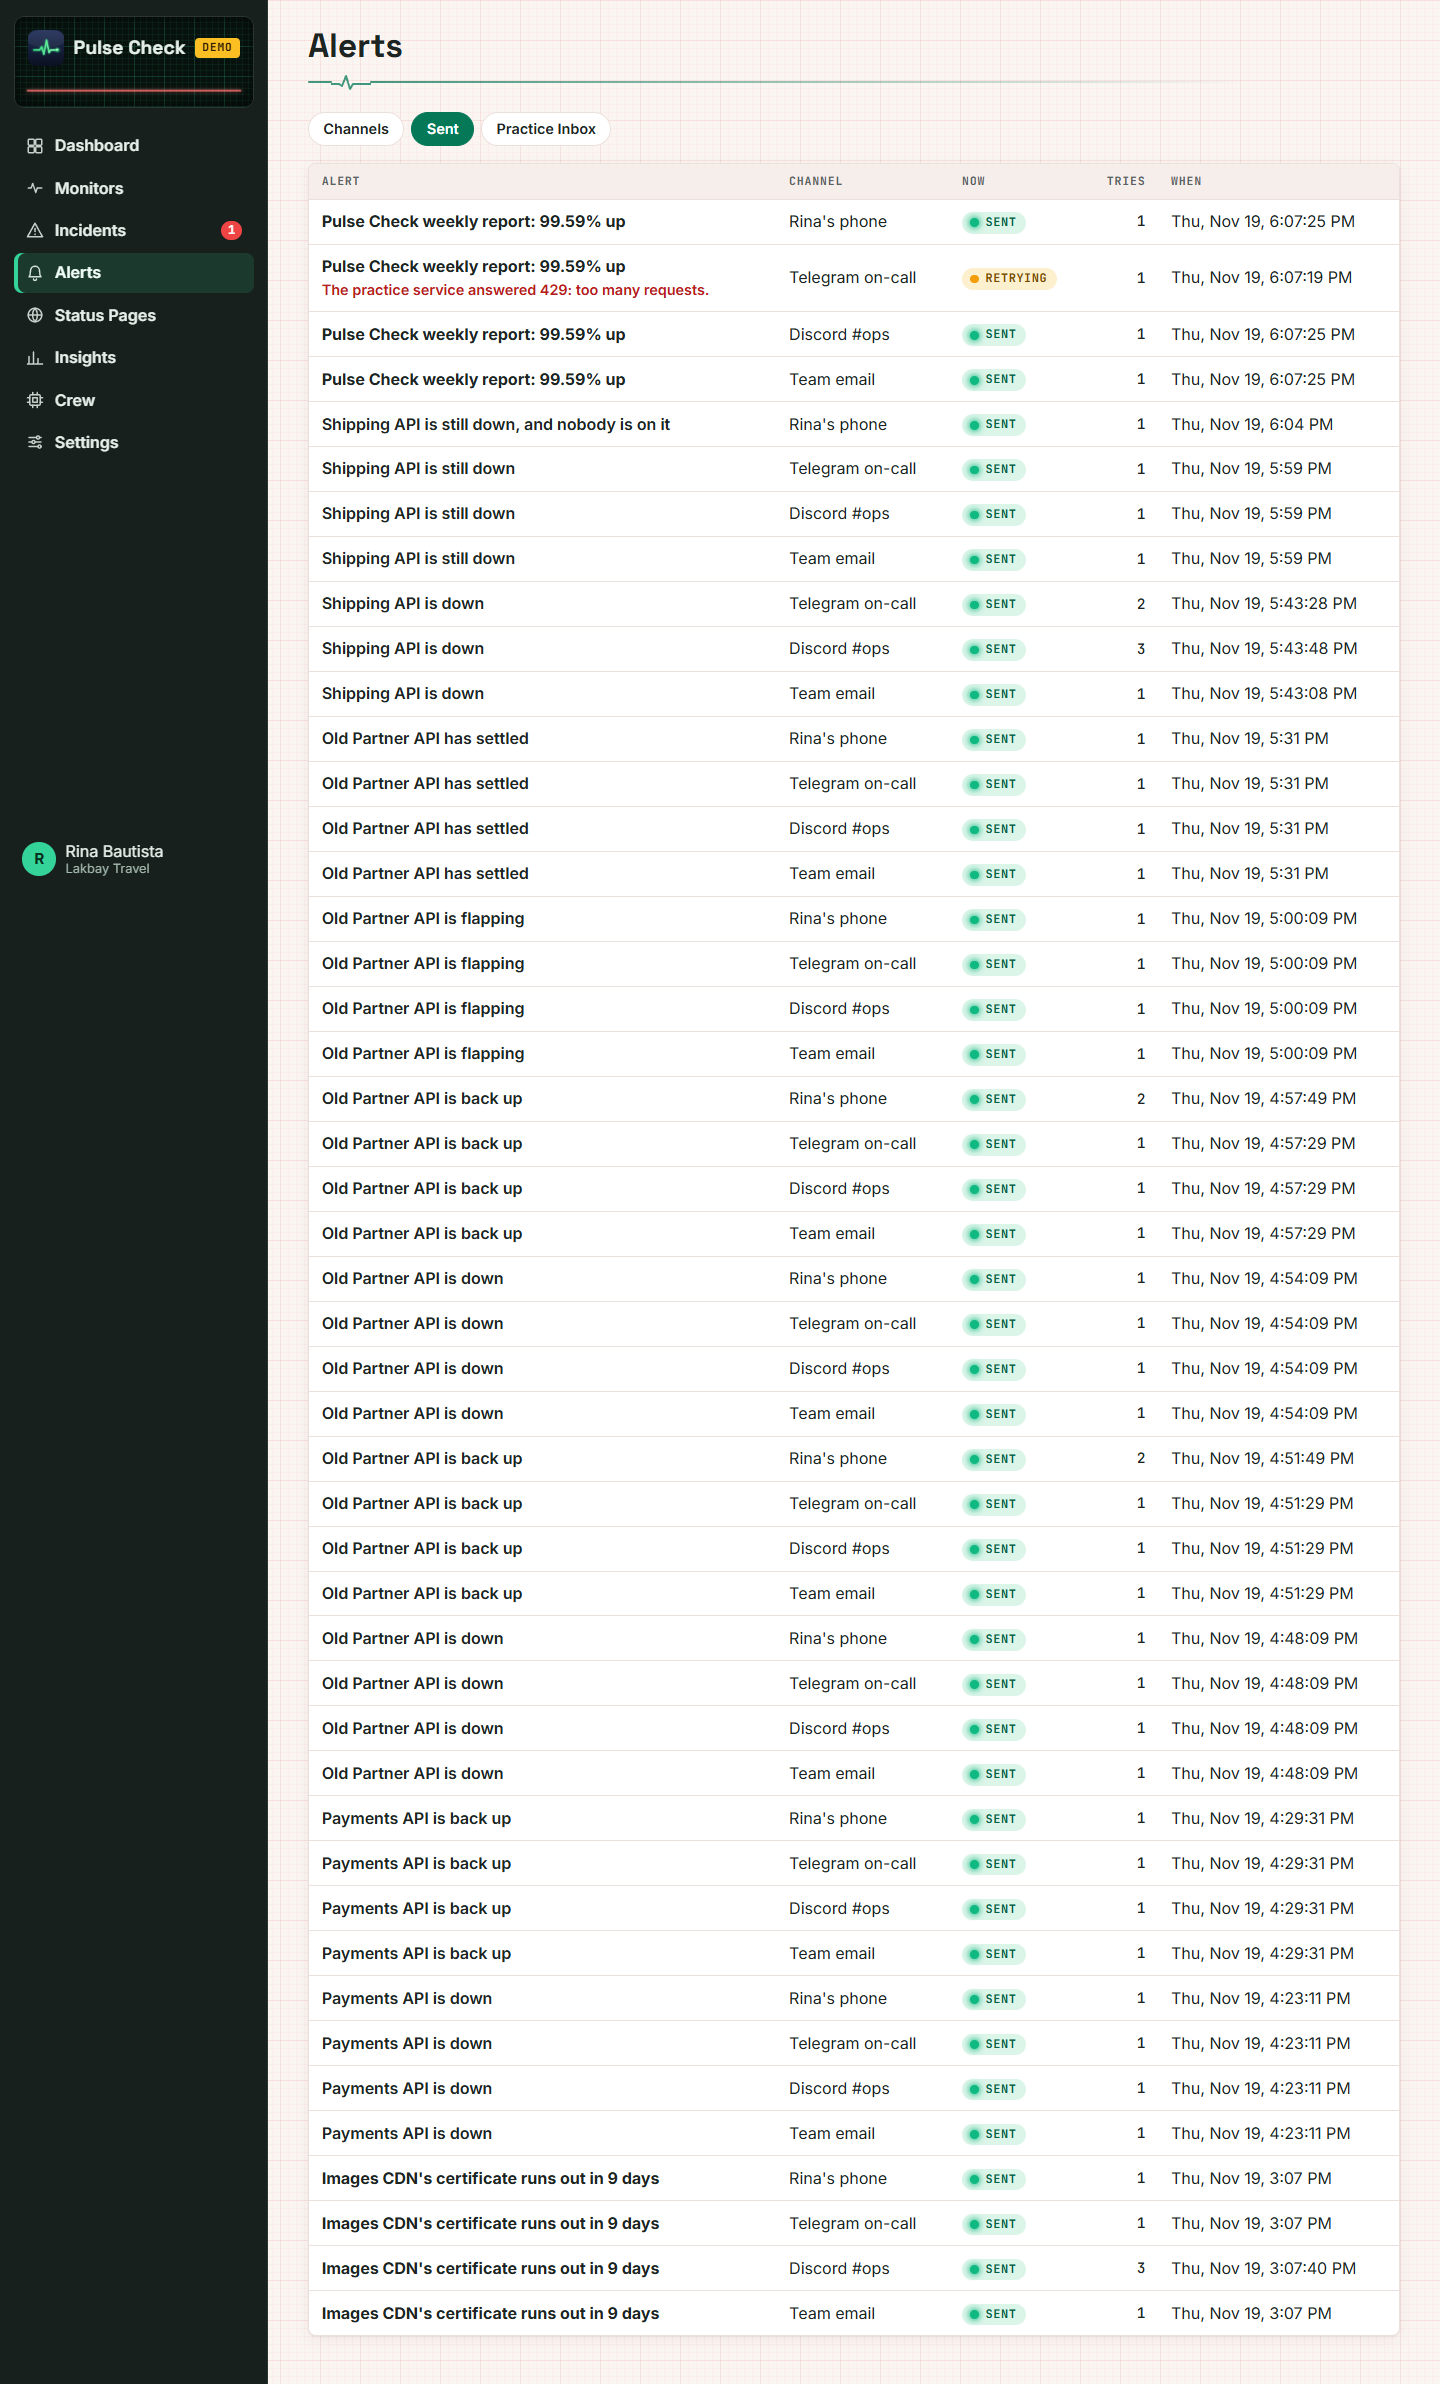 Pulse Check DEMO
Dashboard
Monitors
Incidents 1
Alerts
Status Pages
Insights
Crew
Settings
R Rina Bautista
Lakbay Travel
Alerts
Channels Sent Practice Inbox
ALERT CHANNEL NOW TRIES WHEN
Pulse Check weekly report: 99.59% up Rina's phone SENT 1 Thu, Nov 19, 6:07:25 PM
Pulse Check weekly report: 99.59% up
The practice service answered 429: too many requests. Telegram on-call RETRYING 1 Thu, Nov 19, 6:07:19 PM
Pulse Check weekly report: 99.59% up Discord #ops SENT 1 Thu, Nov 19, 6:07:25 PM
Pulse Check weekly report: 99.59% up Team email SENT 1 Thu, Nov 19, 6:07:25 PM
Shipping API is still down, and nobody is on it Rina's phone SENT 1 Thu, Nov 19, 6:04 PM
Shipping API is still down Telegram on-call SENT 1 Thu, Nov 19, 5:59 PM
Shipping API is still down Discord #ops SENT 1 Thu, Nov 19, 5:59 PM
Shipping API is still down Team email SENT 1 Thu, Nov 19, 5:59 PM
Shipping API is down Telegram on-call SENT 2 Thu, Nov 19, 5:43:28 PM
Shipping API is down Discord #ops SENT 3 Thu, Nov 19, 5:43:48 PM
Shipping API is down Team email SENT 1 Thu, Nov 19, 5:43:08 PM
Old Partner API has settled Rina's phone SENT 1 Thu, Nov 19, 5:31 PM
Old Partner API has settled Telegram on-call SENT 1 Thu, Nov 19, 5:31 PM
Old Partner API has settled Discord #ops SENT 1 Thu, Nov 19, 5:31 PM
Old Partner API has settled Team email SENT 1 Thu, Nov 19, 5:31 PM
Old Partner API is flapping Rina's phone SENT 1 Thu, Nov 19, 5:00:09 PM
Old Partner API is flapping Telegram on-call SENT 1 Thu, Nov 19, 5:00:09 PM
Old Partner API is flapping Discord #ops SENT 1 Thu, Nov 19, 5:00:09 PM
Old Partner API is flapping Team email SENT 1 Thu, Nov 19, 5:00:09 PM
Old Partner API is back up Rina's phone SENT 2 Thu, Nov 19, 4:57:49 PM
Old Partner API is back up Telegram on-call SENT 1 Thu, Nov 19, 4:57:29 PM
Old Partner API is back up Discord #ops SENT 1 Thu, Nov 19, 4:57:29 PM
Old Partner API is back up Team email SENT 1 Thu, Nov 19, 4:57:29 PM
Old Partner API is down Rina's phone SENT 1 Thu, Nov 19, 4:54:09 PM
Old Partner API is down Telegram on-call SENT 1 Thu, Nov 19, 4:54:09 PM
Old Partner API is down Discord #ops SENT 1 Thu, Nov 19, 4:54:09 PM
Old Partner API is down Team email SENT 1 Thu, Nov 19, 4:54:09 PM
Old Partner API is back up Rina's phone SENT 2 Thu, Nov 19, 4:51:49 PM
Old Partner API is back up Telegram on-call SENT 1 Thu, Nov 19, 4:51:29 PM
Old Partner API is back up Discord #ops SENT 1 Thu, Nov 19, 4:51:29 PM
Old Partner API is back up Team email SENT 1 Thu, Nov 19, 4:51:29 PM
Old Partner API is down Rina's phone SENT 1 Thu, Nov 19, 4:48:09 PM
Old Partner API is down Telegram on-call SENT 1 Thu, Nov 19, 4:48:09 PM
Old Partner API is down Discord #ops SENT 1 Thu, Nov 19, 4:48:09 PM
Old Partner API is down Team email SENT 1 Thu, Nov 19, 4:48:09 PM
Payments API is back up Rina's phone SENT 1 Thu, Nov 19, 4:29:31 PM
Payments API is back up Telegram on-call SENT 1 Thu, Nov 19, 4:29:31 PM
Payments API is back up Discord #ops SENT 1 Thu, Nov 19, 4:29:31 PM
Payments API is back up Team email SENT 1 Thu, Nov 19, 4:29:31 PM
Payments API is down Rina's phone SENT 1 Thu, Nov 19, 4:23:11 PM
Payments API is down Telegram on-call SENT 1 Thu, Nov 19, 4:23:11 PM
Payments API is down Discord #ops SENT 1 Thu, Nov 19, 4:23:11 PM
Payments API is down Team email SENT 1 Thu, Nov 19, 4:23:11 PM
Images CDN's certificate runs out in 9 days Rina's phone SENT 1 Thu, Nov 19, 3:07 PM
Images CDN's certificate runs out in 9 days Telegram on-call SENT 1 Thu, Nov 19, 3:07 PM
Images CDN's certificate runs out in 9 days Discord #ops SENT 3 Thu, Nov 19, 3:07:40 PM
Images CDN's certificate runs out in 9 days Team email SENT 1 Thu, Nov 19, 3:07 PM